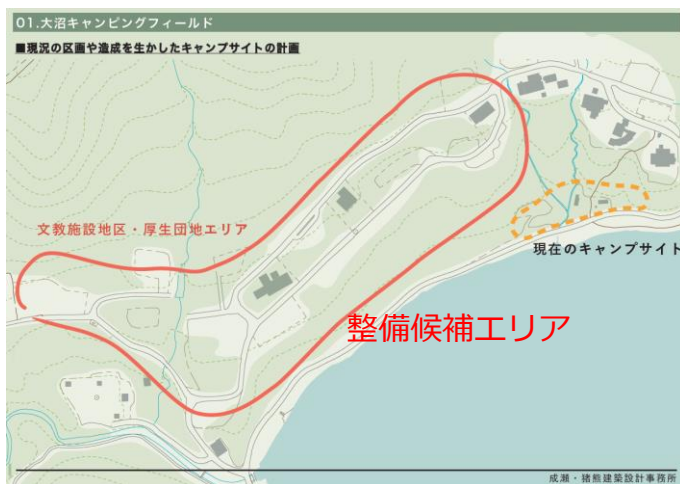 01.大沼キャンピングフィールド
■現況の区画や造成を生かしたキャンプサイトの計画
文教施設地区・厚生団地エリア
現在のキャンプサイト
整備候補エリア
成瀬・猪熊建築設計事務所